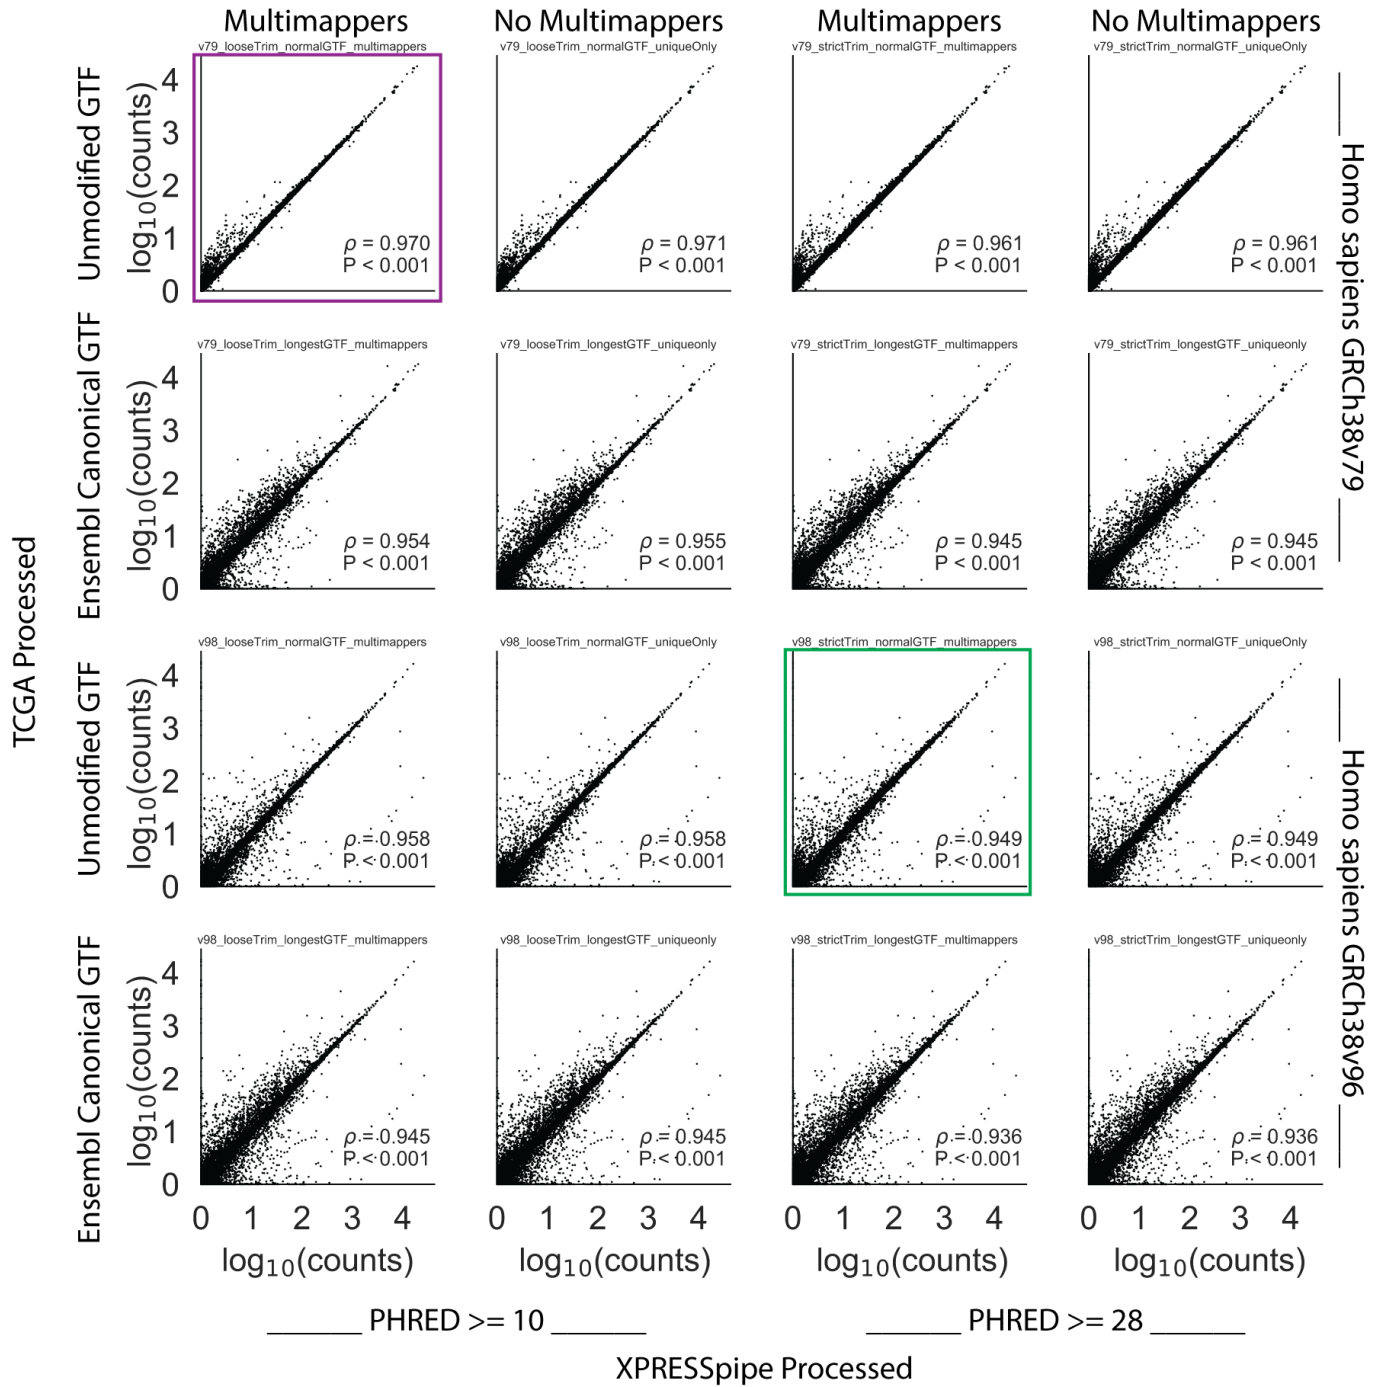 Multimappers No Multimappers Multimappers No Multimappers
v79_looseTrim_normalGTF_multimappers v79_looseTrim_normalGTF_uniqueOnly v79_strictTrim_normalGTF_multimappers v79_strictTrim_normalGTF_uniqueOnly
Unmodified GTF
log10(counts)
4
3
2
1
0
ρ = 0.970 ρ = 0.971 ρ = 0.961 ρ = 0.961
P < 0.001 P < 0.001 P < 0.001 P < 0.001
Homo sapiens GRCh38v79
v79_looseTrim_longestGTF_multimappers v79_looseTrim_longestGTF_uniqueonly v79_strictTrim_longestGTF_multimappers v79_strictTrim_longestGTF_uniqueonly
Ensembl Canonical GTF
log10(counts)
4
3
2
1
0
ρ = 0.954 ρ = 0.955 ρ = 0.945 ρ = 0.945
P < 0.001 P < 0.001 P < 0.001 P < 0.001
TCGA Processed
v98_looseTrim_normalGTF_multimappers v98_looseTrim_normalGTF_uniqueOnly v98_strictTrim_normalGTF_multimappers v98_strictTrim_normalGTF_uniqueOnly
Unmodified GTF
log10(counts)
4
3
2
1
0
ρ = 0.958 ρ = 0.958 ρ = 0.949 ρ = 0.949
P < 0.001 P < 0.001 P < 0.001 P < 0.001
Homo sapiens GRCh38v96
v98_looseTrim_longestGTF_multimappers v98_looseTrim_longestGTF_uniqueonly v98_strictTrim_longestGTF_multimappers v98_strictTrim_longestGTF_uniqueonly
Ensembl Canonical GTF
log10(counts)
4
3
2
1
0
ρ = 0.945 ρ = 0.945 ρ = 0.936 ρ = 0.936
P < 0.001 P < 0.001 P < 0.001 P < 0.001
0 1 2 3 4 0 1 2 3 4 0 1 2 3 4 0 1 2 3 4
log10(counts) log10(counts) log10(counts) log10(counts)
PHRED >= 10 PHRED >= 28
XPRESSpipe Processed